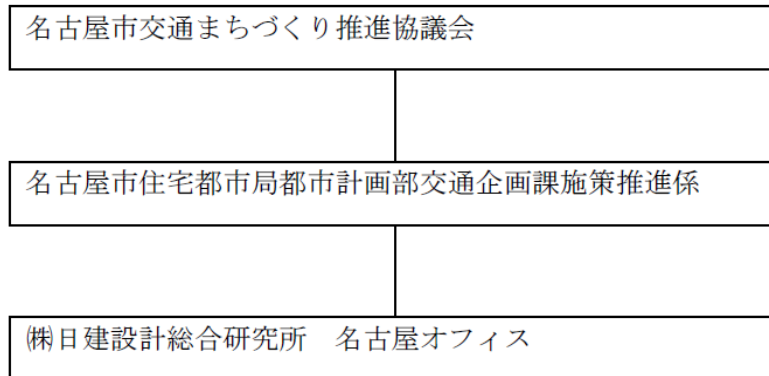 名古屋市交通まちづくり推進協議会
名古屋市住宅都市局都市計画部交通企画課施策推進係
㈱日建設計総合研究所　名古屋オフィス